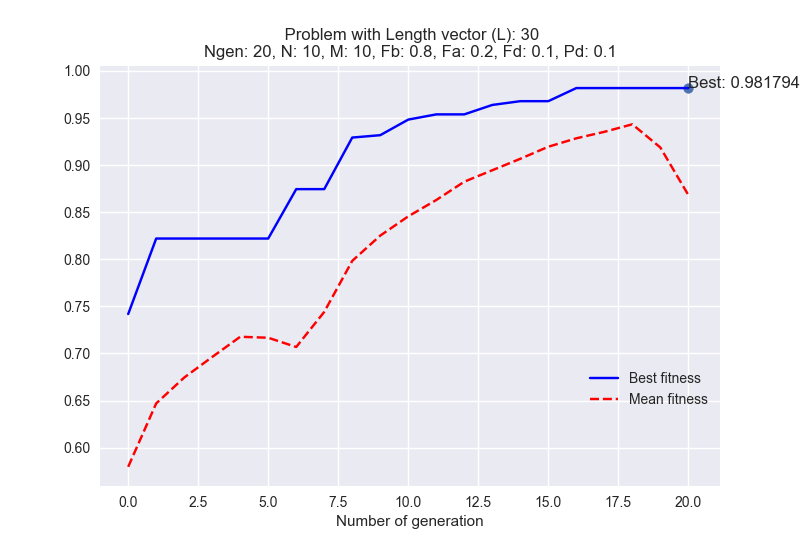 Problem with Length vector (L): 30
Ngen: 20, N: 10, M: 10, Fb: 0.8, Fa: 0.2, Fd: 0.1, Pd: 0.1
1.00
Best: 0.981794
0.95
0.90
0.85
0.80
0.75
0.70
0.65
0.60
Best fitness
Mean fitness
0.0 2.5 5.0 7.5 10.0 12.5 15.0 17.5 20.0
Number of generation